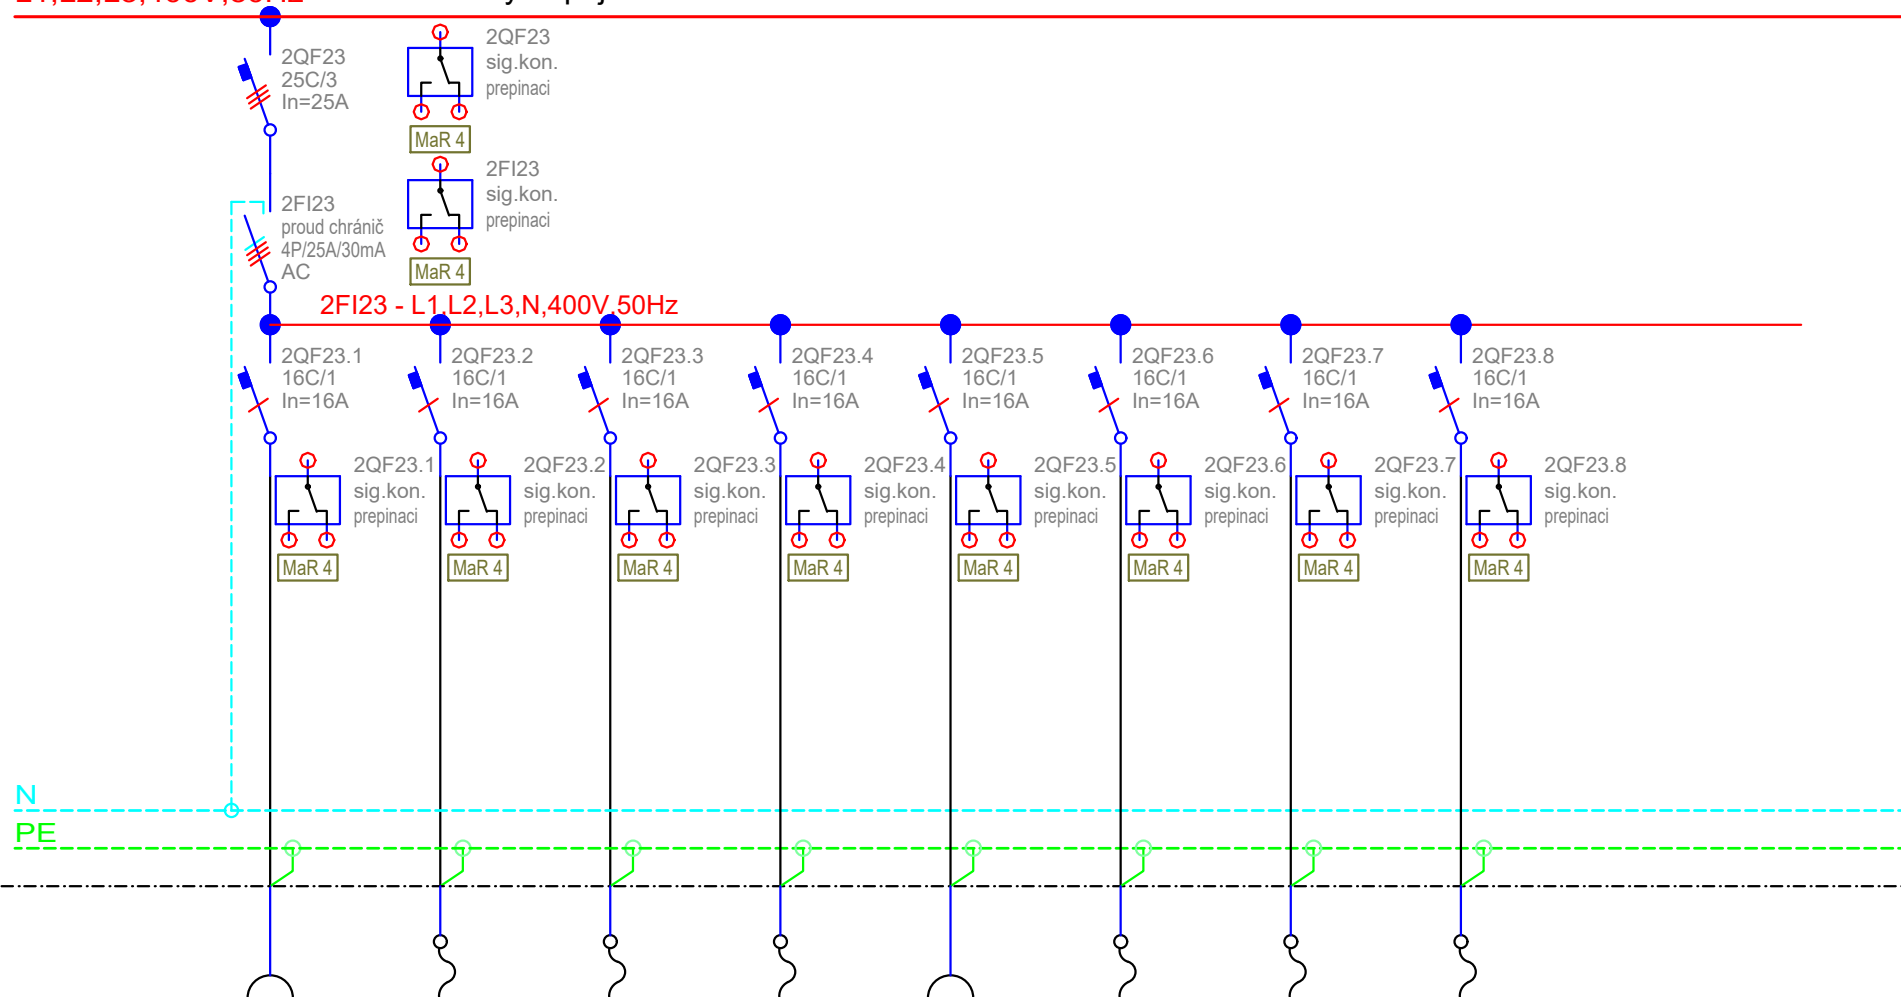 2QF23
25C/3
In=25A
2QF23
sig.kon.
prepinaci
MaR 4
2FI23
proud chránič
4P/25A/30mA
AC
2FI23
sig.kon.
prepinaci
MaR 4
2FI23 - L1,L2,L3,N,400V,50Hz
2QF23.1
16C/1
In=16A
2QF23.2
16C/1
In=16A
2QF23.3
16C/1
In=16A
2QF23.4
16C/1
In=16A
2QF23.5
16C/1
In=16A
2QF23.6
16C/1
In=16A
2QF23.7
16C/1
In=16A
2QF23.8
16C/1
In=16A
2QF23.1
sig.kon.
prepinaci
MaR 4
2QF23.2
sig.kon.
prepinaci
MaR 4
2QF23.3
sig.kon.
prepinaci
MaR 4
2QF23.4
sig.kon.
prepinaci
MaR 4
2QF23.5
sig.kon.
prepinaci
MaR 4
2QF23.6
sig.kon.
prepinaci
MaR 4
2QF23.7
sig.kon.
prepinaci
MaR 4
2QF23.8
sig.kon.
prepinaci
MaR 4
N
PE